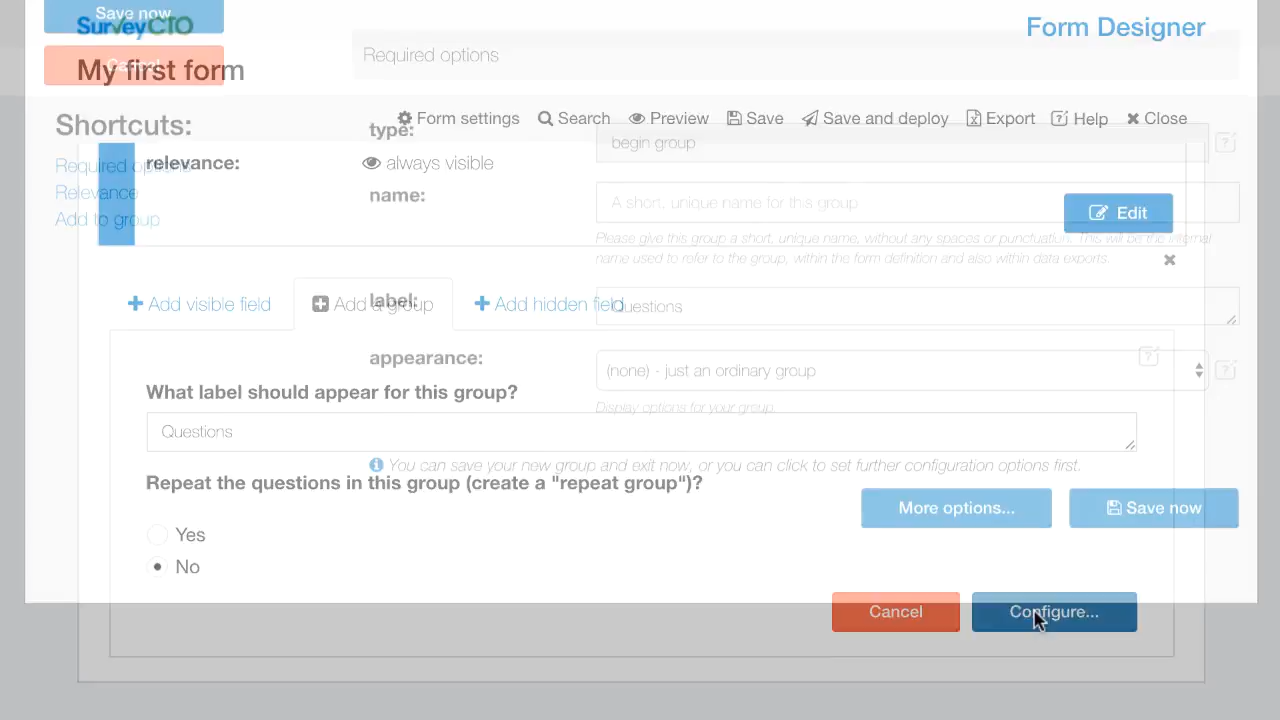 Save now
SurveyCTO
Form Designer
Cancel
My first form
Required options
Form settings Search Preview Save Save and deploy Export Help Close
Shortcuts:
type:
begin group
Required options
relevance:
always visible
Relevance
name:
A short, unique name for this group
Edit
Add to group
Please give this group a short, unique name, without any spaces or punctuation. This will be the internal
name used to refer to the group, within the form definition and also within data exports.
Add visible field Add a group Add hidden field
label:
Questions
appearance:
(none) - just an ordinary group
What label should appear for this group?
Display options for your group.
Questions
You can save your new group and exit now, or you can click to set further configuration options first.
Repeat the questions in this group (create a "repeat group")?
More options... Save now
Yes
No
Cancel Configure...